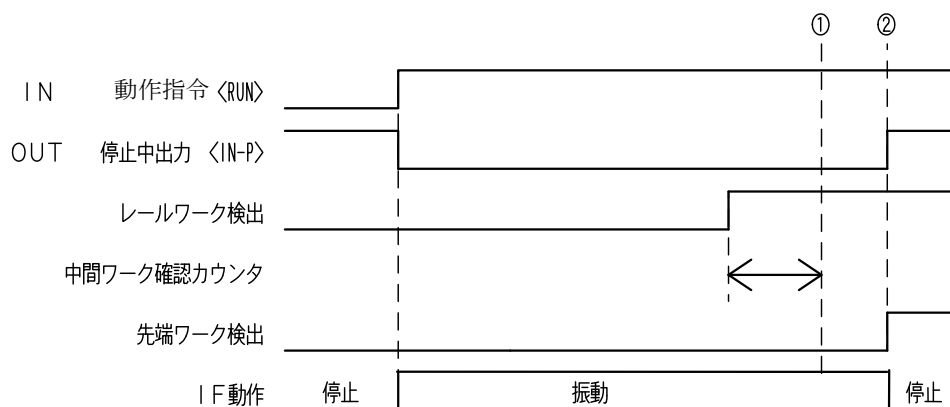 ① ②
ＩＮ 動作指令〈RUN〉
ＯＵＴ 停止中出力 〈IN-P〉
レールワーク検出
中間ワーク確認カウンタ
先端ワーク検出
ＩＦ動作 停止 振動 停止